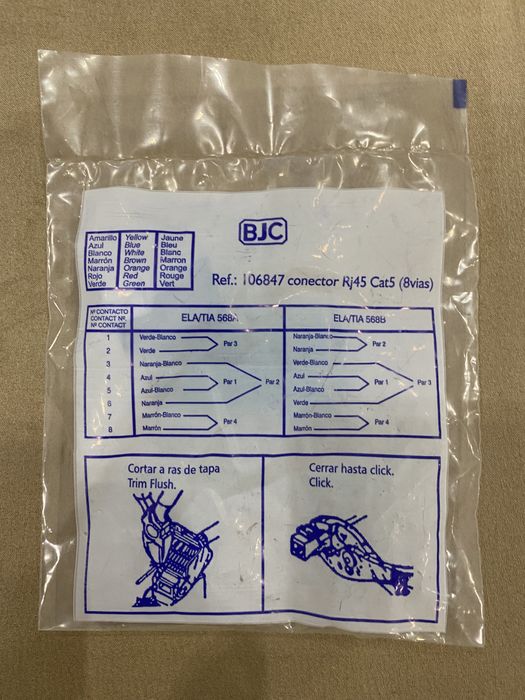 BJC
Amarillo Yellow Jaune
Azul Blue Bleu
Blanco White Blanc
Marrón Brown Marron
Naranja Orange Orange
Rojo Red Rouge
Verde Green Vert
Ref.: 106847 conector Rj45 Cat5 (8vias)
Nº CONTACTO
CONTACT Nº.
Nº CONTACT
ELA/TIA 568A ELA/TIA 568B
1 Verde-Blanco Naranja-Blanco
Par 3 Par 2
2 Verde Naranja
3 Naranja-Blanco Verde-Blanco
4 Azul Azul
Par 1 Par 2 Par 1 Par 3
5 Azul-Blanco Azul-Blanco
6 Naranja Verde
7 Marrón-Blanco Marrón-Blanco
Par 4 Par 4
8 Marrón Marrón
Cortar a ras de tapa
Trim Flush.
Cerrar hasta click.
Click.